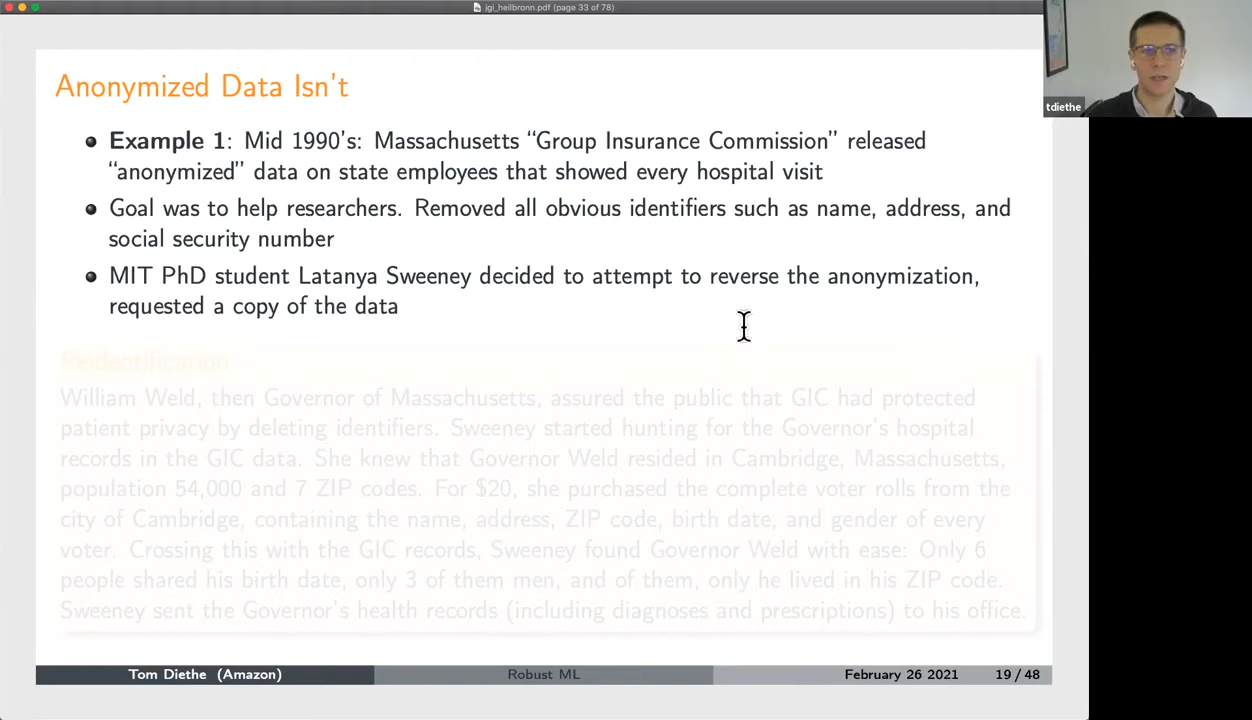 jgi_heilbronn.pdf (page 33 of 78)
tdiethe
Anonymized Data Isn't
Example 1: Mid 1990's: Massachusetts “Group Insurance Commission” released
“anonymized” data on state employees that showed every hospital visit
Goal was to help researchers. Removed all obvious identifiers such as name, address, and
social security number
MIT PhD student Latanya Sweeney decided to attempt to reverse the anonymization,
requested a copy of the data
Reidentification
William Weld, then Governor of Massachusetts, assured the public that GIC had protected
patient privacy by deleting identifiers. Sweeney started hunting for the Governor's hospital
records in the GIC data. She knew that Governor Weld resided in Cambridge, Massachusetts,
population 54,000 and 7 ZIP codes. For $20, she purchased the complete voter rolls from the
city of Cambridge, containing the name, address, ZIP code, birth date, and gender of every
voter. Crossing this with the GIC records, Sweeney found Governor Weld with ease: Only 6
people shared his birth date, only 3 of them men, and of them, only he lived in his ZIP code.
Sweeney sent the Governor's health records (including diagnoses and prescriptions) to his office.
Tom Diethe (Amazon)
Robust ML
February 26 2021
19 / 48